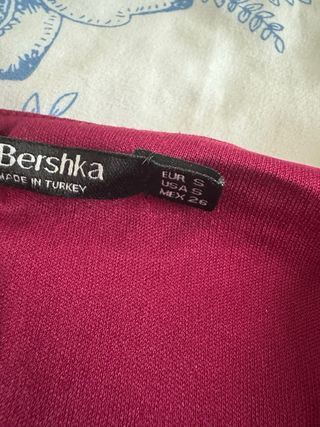 Bershka
MADE IN TURKEY
EUR S
USA S
MEX 26